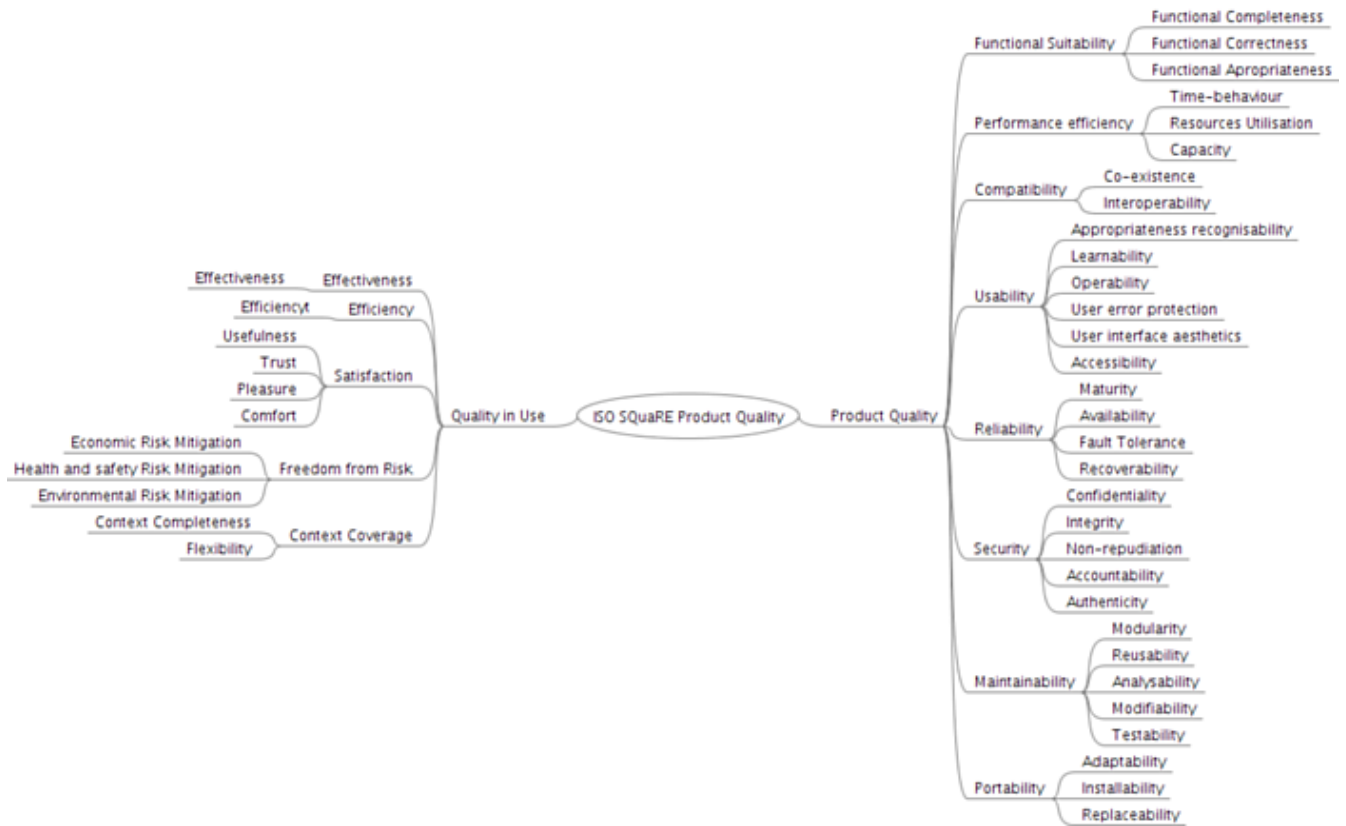 ISO SQuaRE Product Quality
Quality in Use
Effectiveness
Effectiveness
Efficiency
Efficiencyt
Satisfaction
Usefulness
Trust
Pleasure
Comfort
Freedom from Risk
Economic Risk Mitigation
Health and safety Risk Mitigation
Environmental Risk Mitigation
Context Coverage
Context Completeness
Flexibility
Product Quality
Functional Suitability
Functional Completeness
Functional Correctness
Functional Apropriateness
Performance efficiency
Time-behaviour
Resources Utilisation
Capacity
Compatibility
Co-existence
Interoperability
Usability
Appropriateness recognisability
Learnability
Operability
User error protection
User interface aesthetics
Accessibility
Reliability
Maturity
Availability
Fault Tolerance
Recoverability
Security
Confidentiality
Integrity
Non-repudiation
Accountability
Authenticity
Maintainability
Modularity
Reusability
Analysability
Modifiability
Testability
Portability
Adaptability
Installability
Replaceability